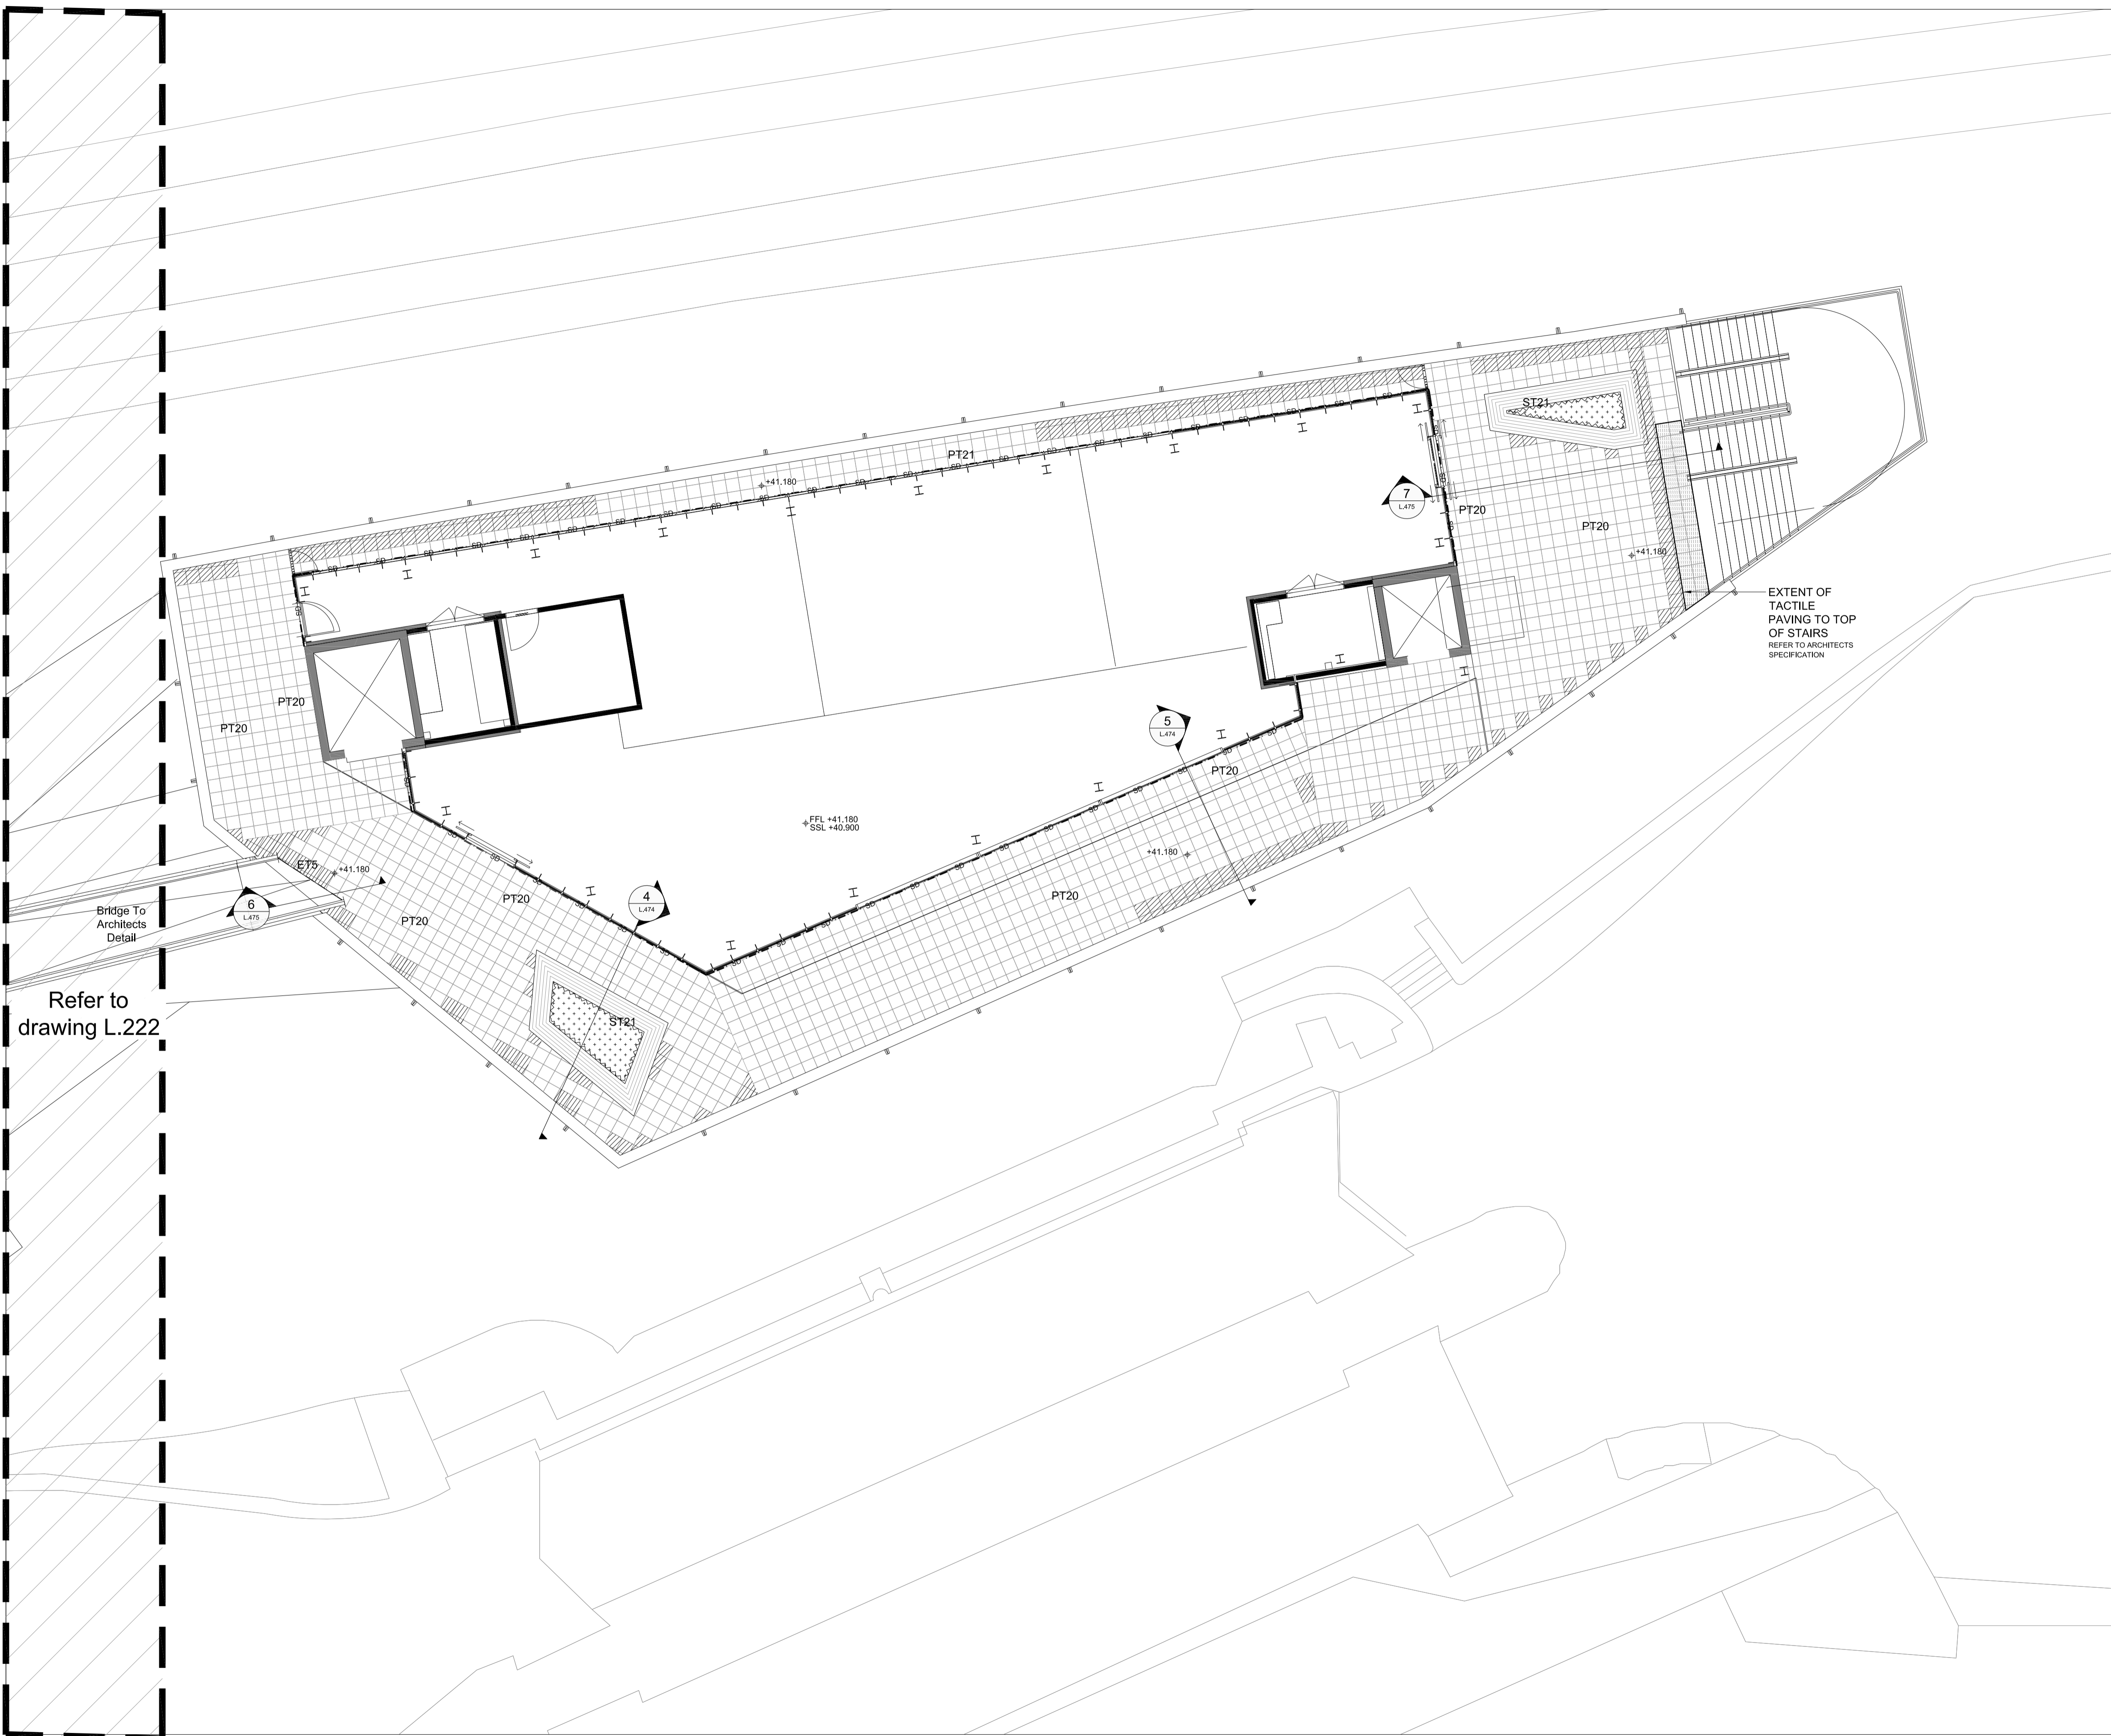 ST21
PT21
+41.180
7
L.475
PT20
PT20
+41.180
EXTENT OF
TACTILE
PAVING TO TOP
OF STAIRS
REFER TO ARCHITECTS
SPECIFICATION
PT20
PT20
5
L.474
PT20
FFL +41.180
SSL +40.900
+41.180
ET5
+41.180
PT20
PT20
PT20
4
L.474
6
L.475
Bridge To
Architects
Detail
Refer to
drawing L.222
ST21